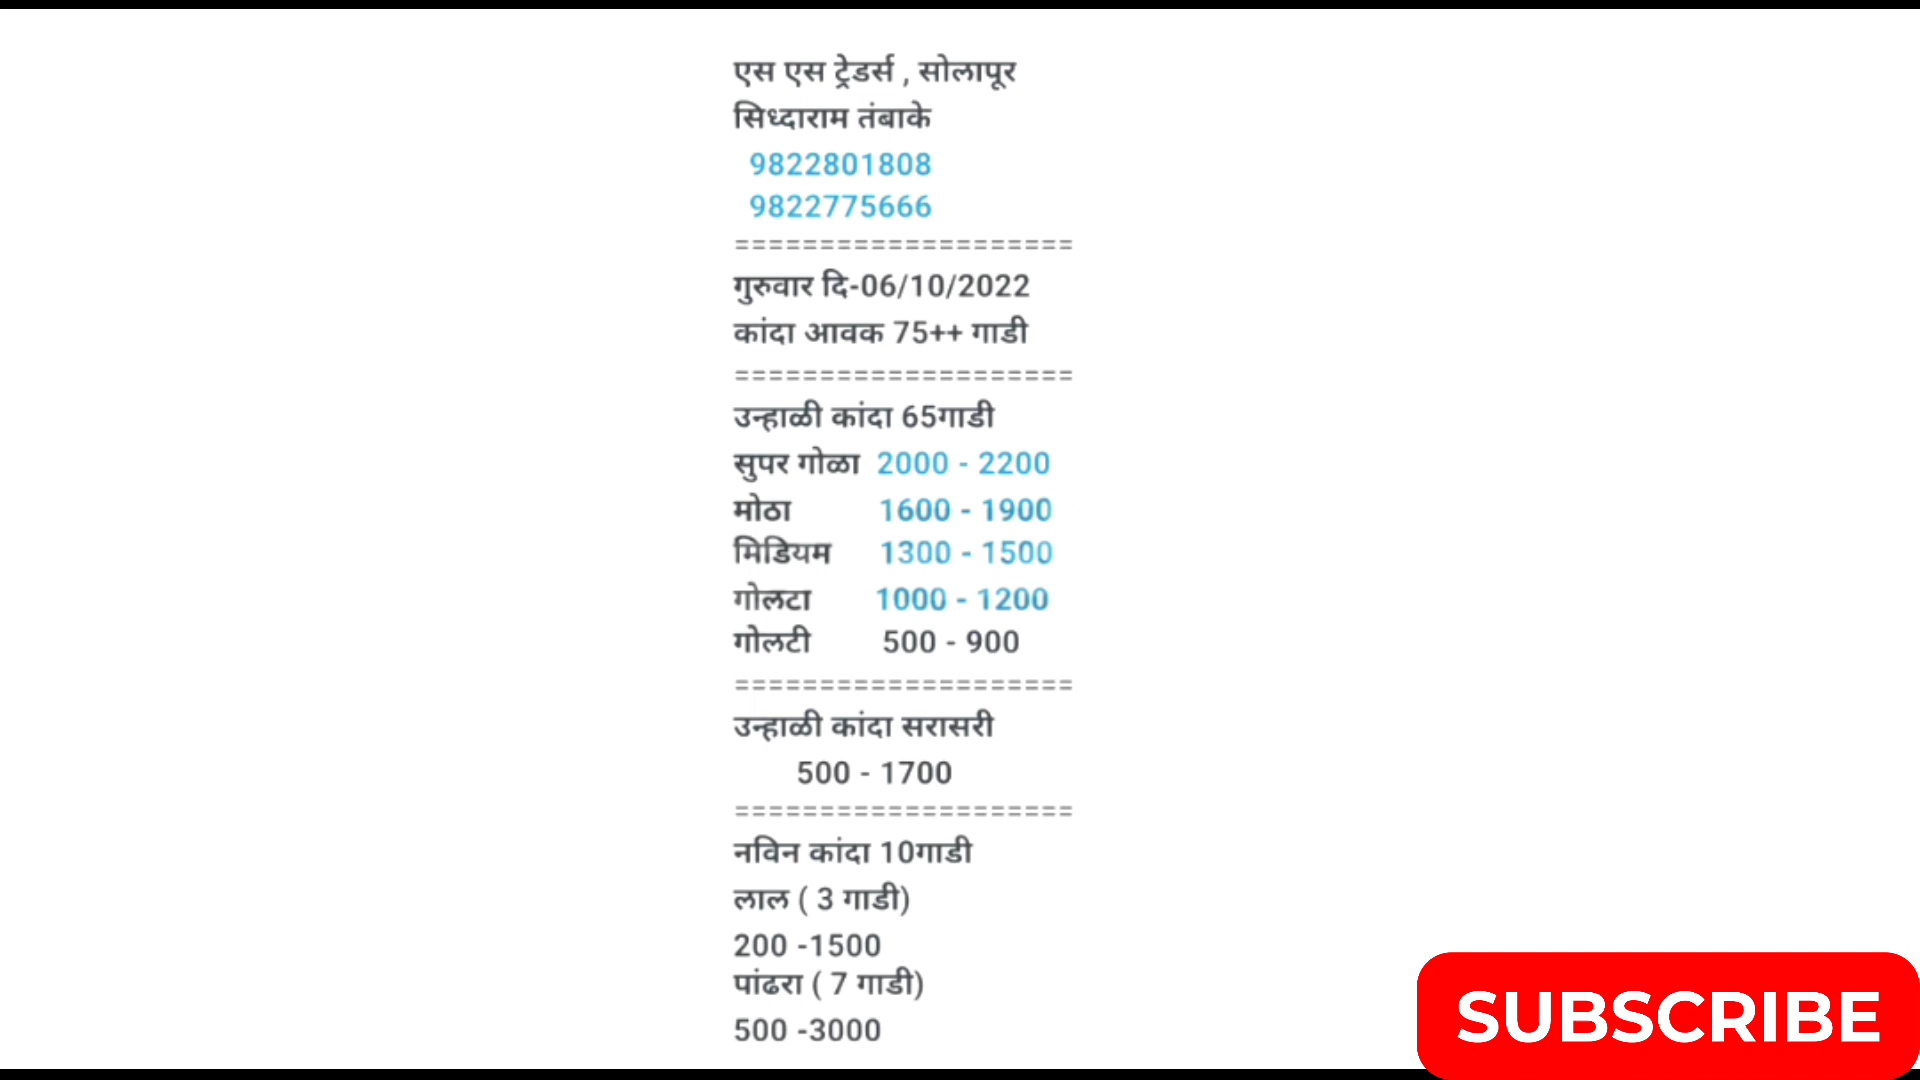 एस एस ट्रेडर्स , सोलापूर
सिध्दाराम तंबाके
9822801808
9822775666
====================
गुरुवार दि-06/10/2022
कांदा आवक 75++ गाडी
====================
उन्हाळी कांदा 65गाडी
सुपर गोळा 2000 - 2200
मोठा 1600 - 1900
मिडियम 1300 - 1500
गोलटा 1000 - 1200
गोलटी 500 - 900
====================
उन्हाळी कांदा सरासरी
500 - 1700
====================
नविन कांदा 10गाडी
लाल ( 3 गाडी)
200 -1500
पांढरा ( 7 गाडी)
500 -3000
SUBSCRIBE